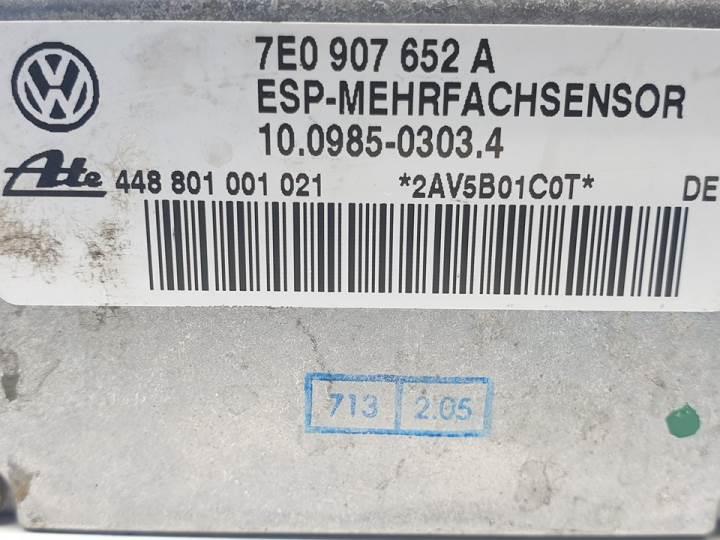 7E0 907 652 A
ESP-MEHRFACHSENSOR
10.0985-0303.4
Ate 448 801 001 021 *2AV5B01C0T* DE
713 2.05